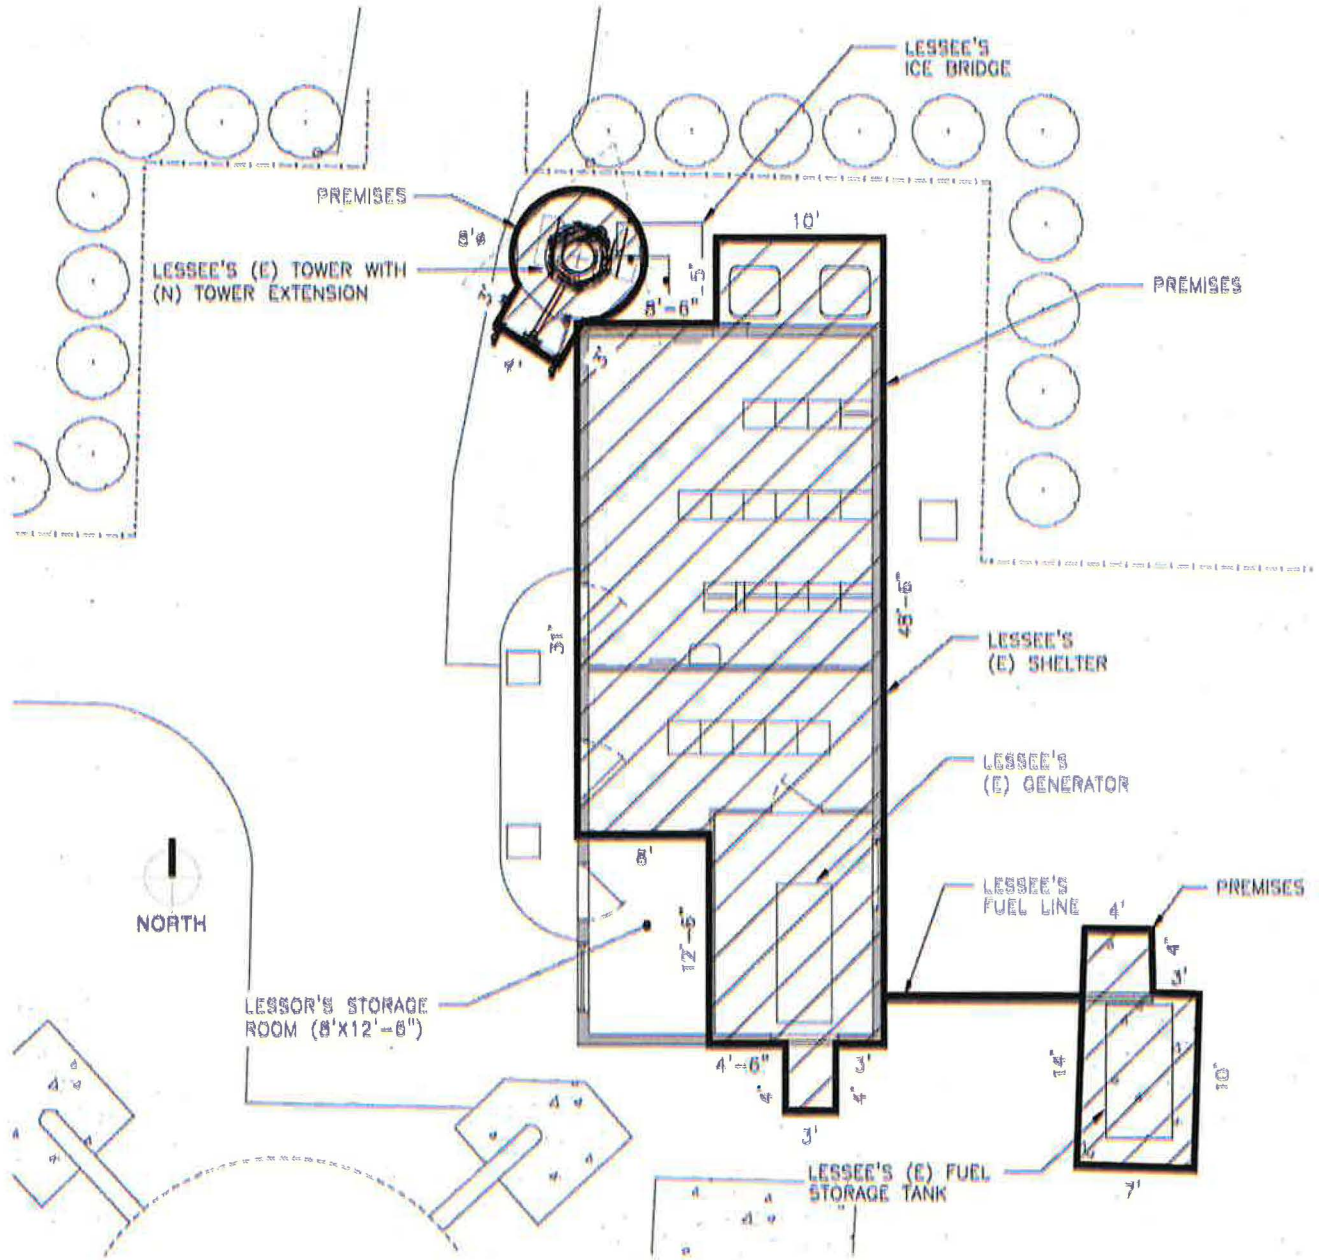 LESSEE'S
ICE BRIDGE
PREMISES
8'ø
10'
LESSEE'S (E) TOWER WITH
(N) TOWER EXTENSION
5'
PREMISES
8'-6"
48'-6"
31'
LESSEE'S
(E) SHELTER
LESSEE'S
(E) GENERATOR
8'
LESSEE'S
FUEL LINE
PREMISES
4'
NORTH
12'-6"
4'
3'
LESSOR'S STORAGE
ROOM (8'X12'-6")
4'-6"
3'
14'
10'
4'
4'
3'
LESSEE'S (E) FUEL
STORAGE TANK
7'